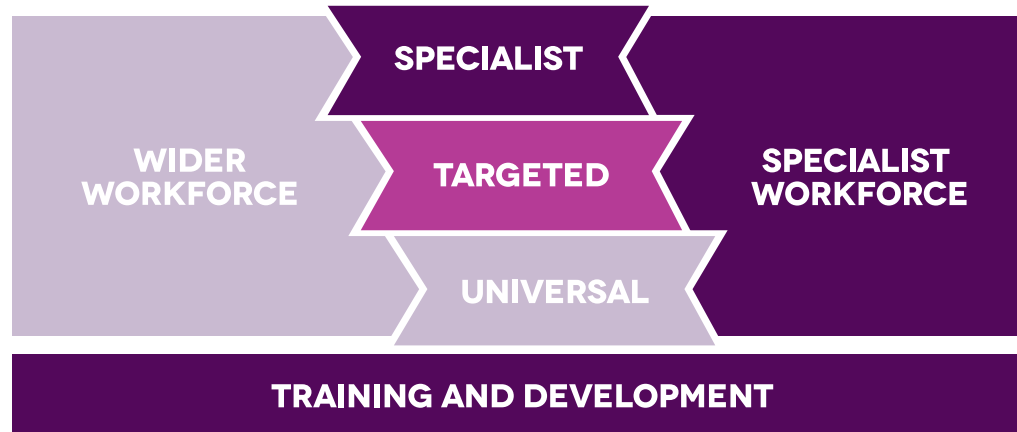 SPECIALIST
WIDER
WORKFORCE
TARGETED
SPECIALIST
WORKFORCE
UNIVERSAL
TRAINING AND DEVELOPMENT